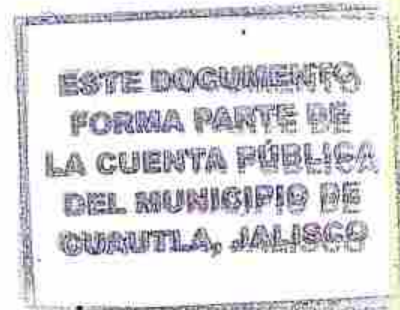 ESTE DOCUMENTO
FORMA PARTE DE
LA CUENTA PÚBLICA
DEL MUNICIPIO DE
CUAUTLA, JALISCO